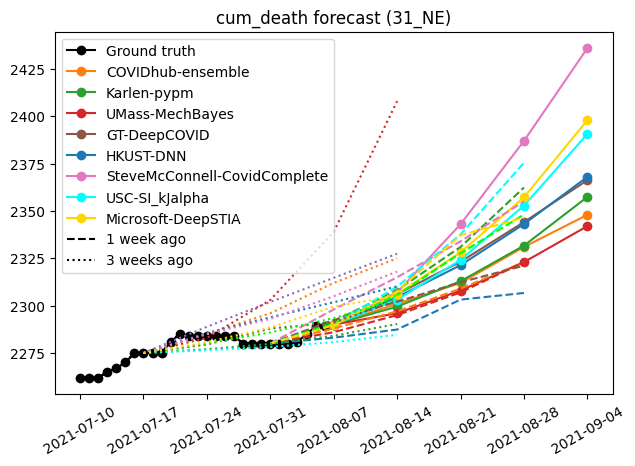 cum_death forecast (31_NE)
2425
2400
2375
2350
2325
2300
2275
Ground truth
COVIDhub-ensemble
Karlen-pypm
UMass-MechBayes
GT-DeepCOVID
HKUST-DNN
SteveMcConnell-CovidComplete
USC-SI_kJalpha
Microsoft-DeepSTIA
1 week ago
3 weeks ago
2021-07-10
2021-07-17
2021-07-24
2021-07-31
2021-08-07
2021-08-14
2021-08-21
2021-08-28
2021-09-04